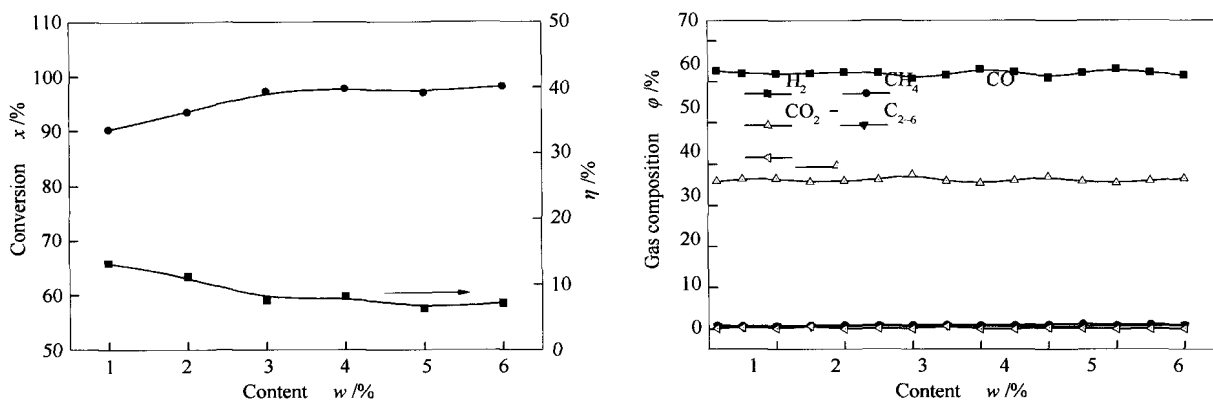 110
100
90
80
70
60
50
Conversion x /%
50
40
30
20
10
0
η /%
1 2 3 4 5 6
Content w /%
70
60
50
40
30
20
10
0
Gas composition φ /%
H2 CH4 CO
CO2 – C2–6
1 2 3 4 5 6
Content w /%